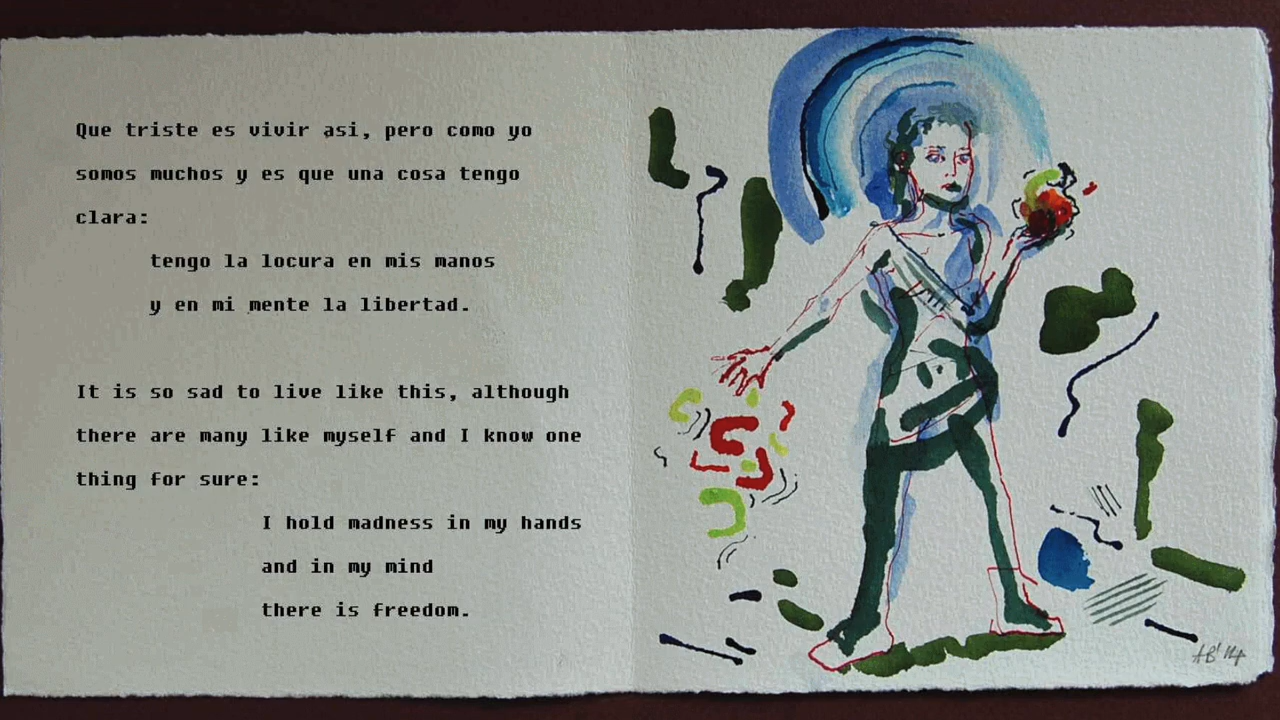 Que triste es vivir asi, pero como yo
somos muchos y es que una cosa tengo
clara:
tengo la locura en mis manos
y en mi mente la libertad.
It is so sad to live like this, although
there are many like myself and I know one
thing for sure:
I hold madness in my hands
and in my mind
there is freedom.
AB' 14